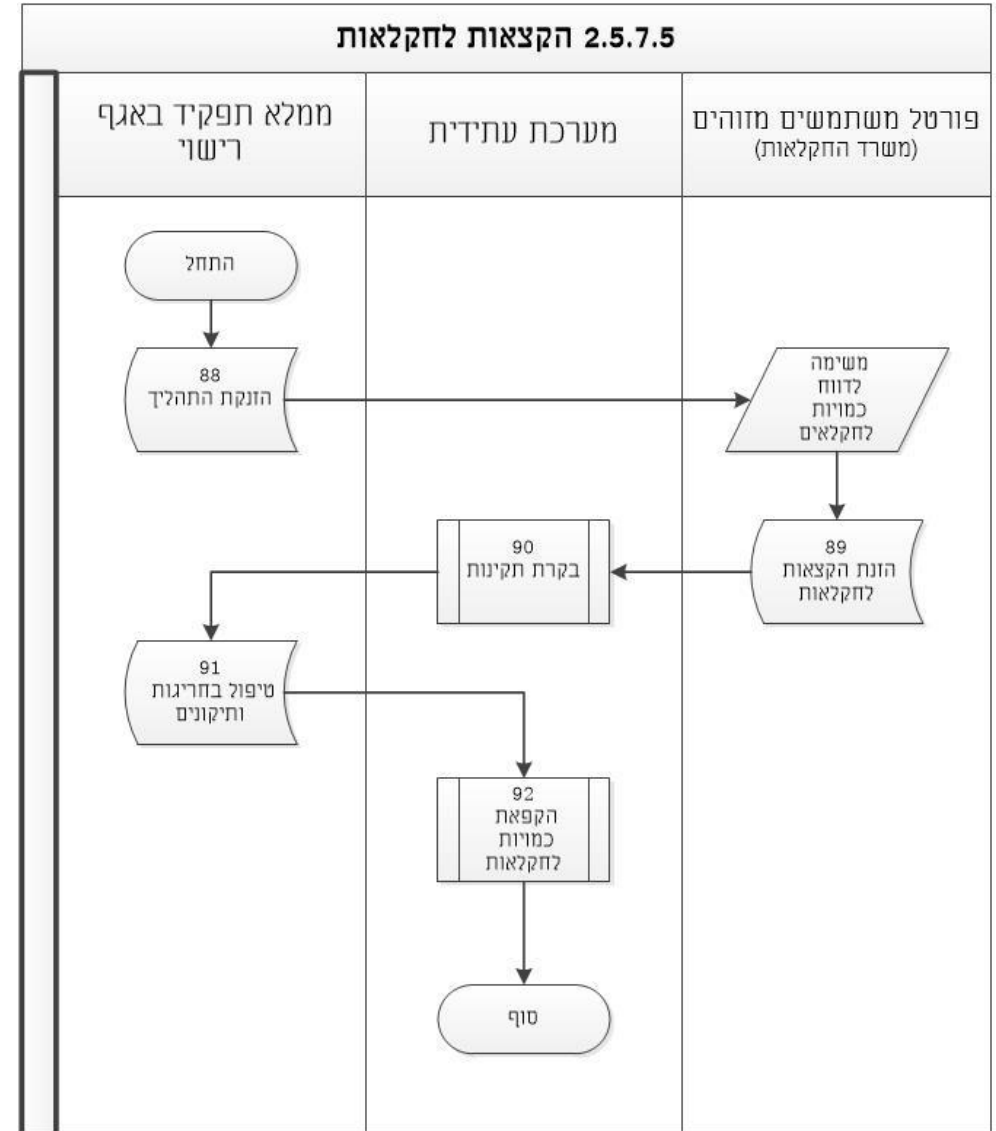 2.5.7.5 הקצאות לחקלאות
פורטל משתמשים מזוהים
(משרד החקלאות)
מערכת עתידית
ממלא תפקיד באגף
רישוי
התחל
88
הזנקת התהליך
משימה
לדווח
כמויות
לחקלאים
89
הזנת הקצאות
לחקלאות
90
בקרת תקינות
91
טיפול בחריגות
ותיקונים
92
הקפאת
כמויות
לחקלאות
סוף